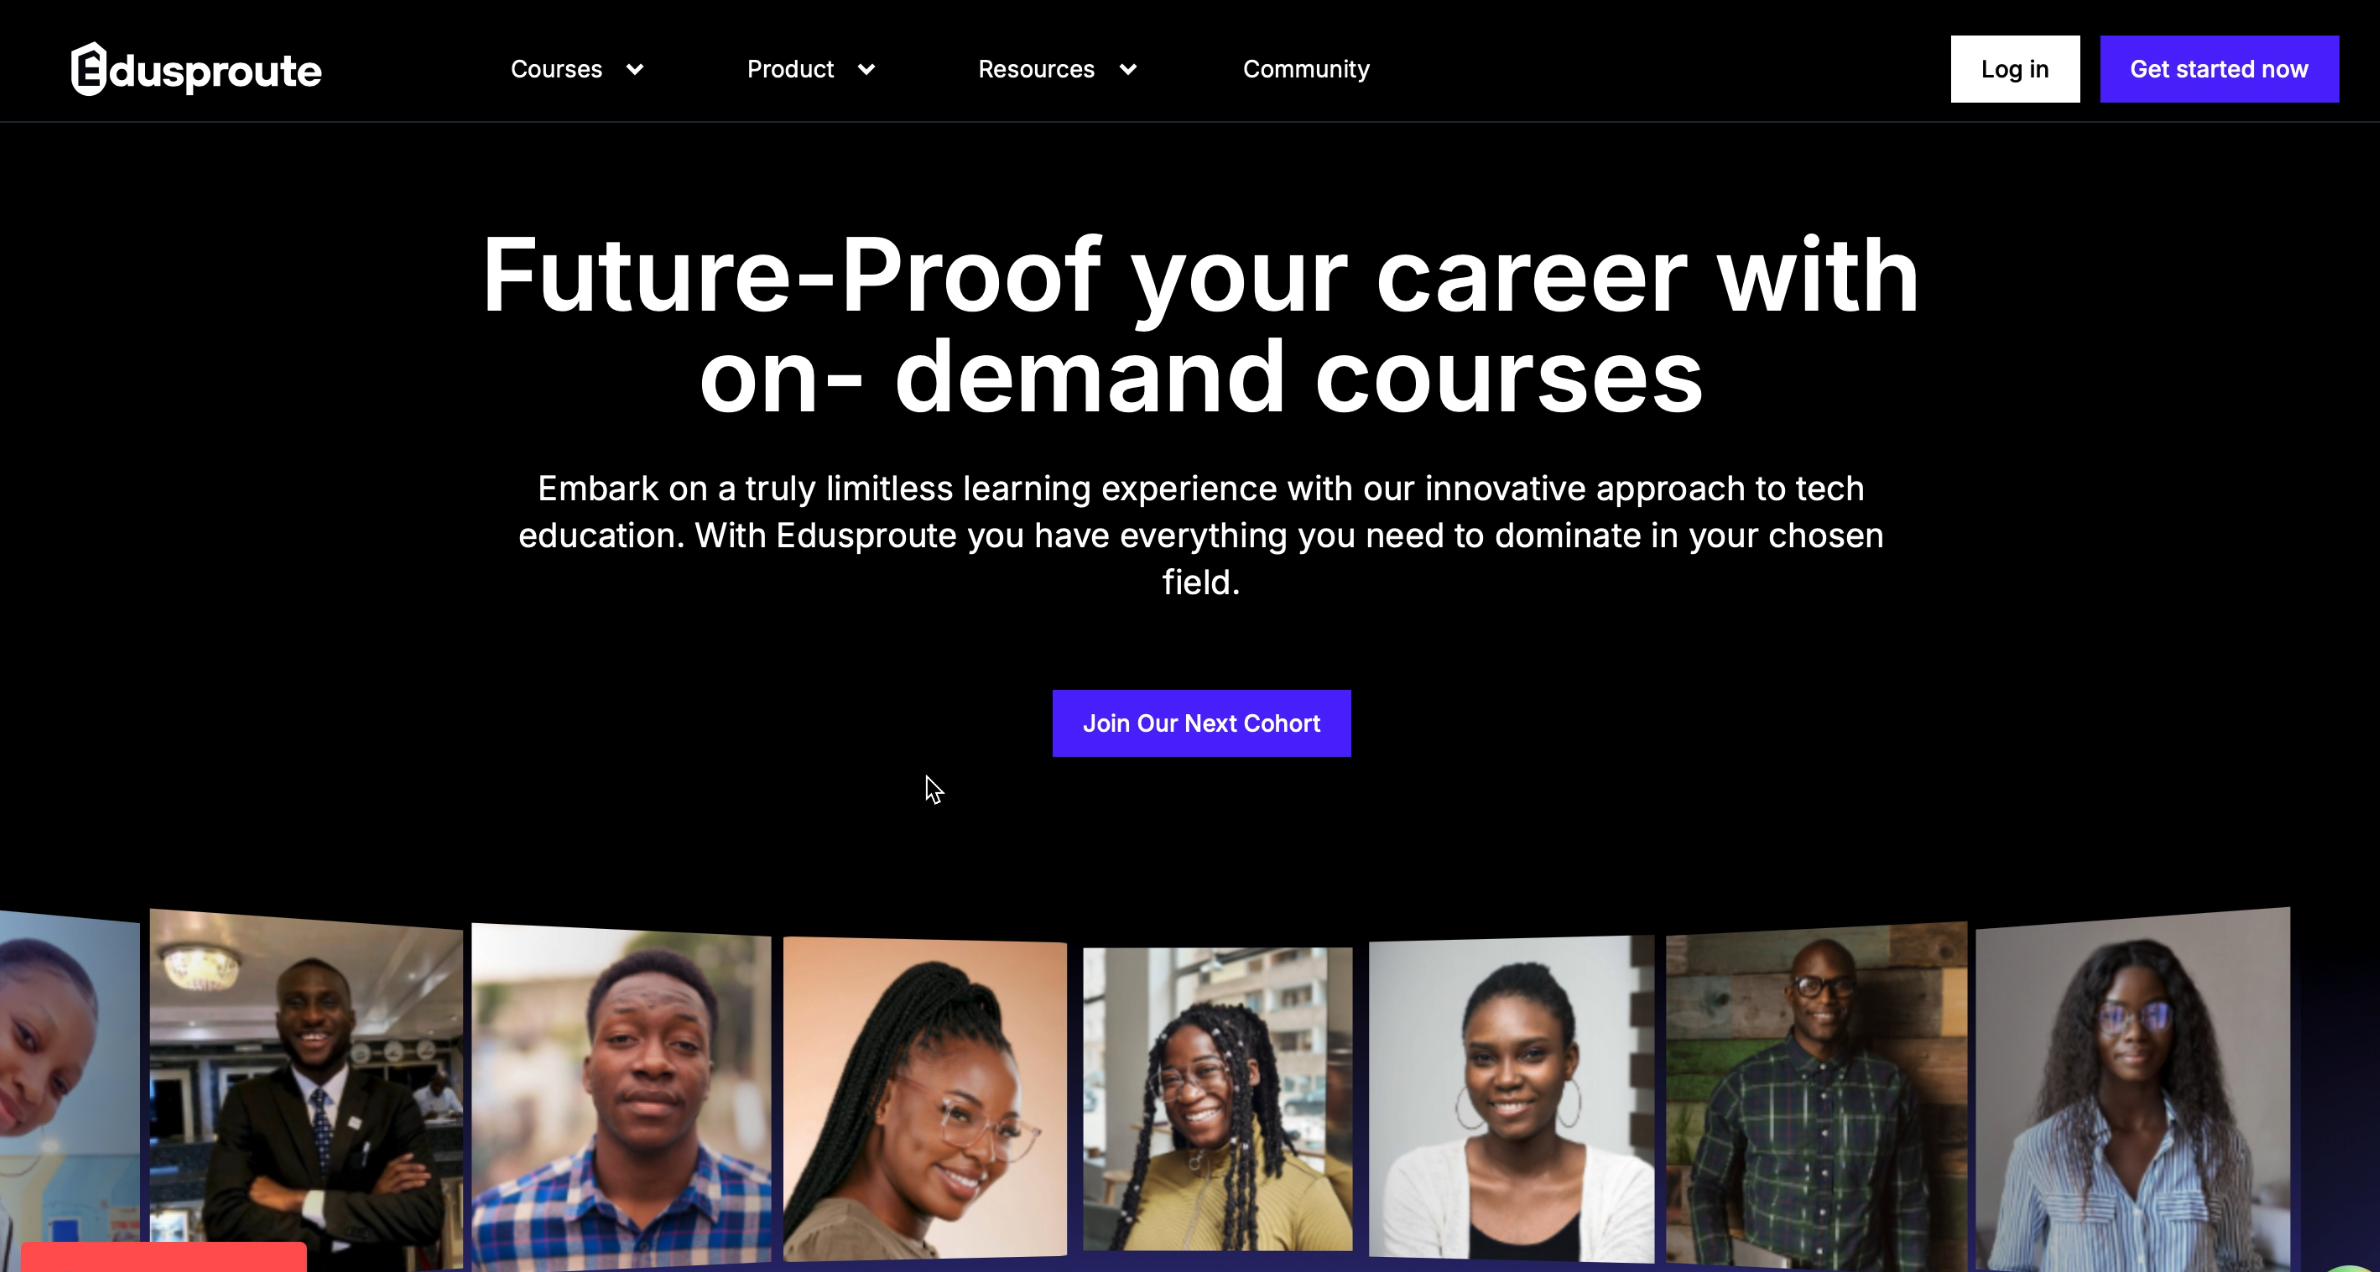 Edusproute
Courses
Product
Resources
Community
Log in
Get started now
Future-Proof your career with
on- demand courses
Embark on a truly limitless learning experience with our innovative approach to tech
education. With Edusproute you have everything you need to dominate in your chosen
field.
Join Our Next Cohort